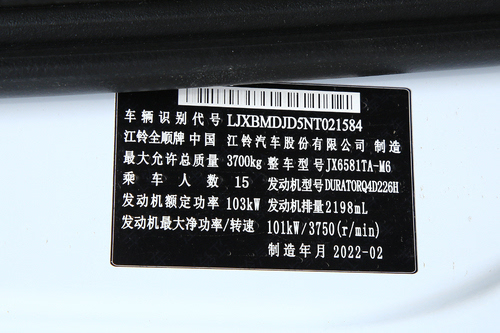 车辆识别代号 LJXBMDJD5NT021584
江铃全顺牌 中国 江铃汽车股份有限公司 制造
最大允许总质量 3700kg 整车型号 JX6581TA-M6
乘车人数 15 发动机型号 DURATORQ4D226H
发动机额定功率 103kW 发动机排量 2198mL
发动机最大净功率/转速 101kW/3750(r/min)
制造年月 2022-02